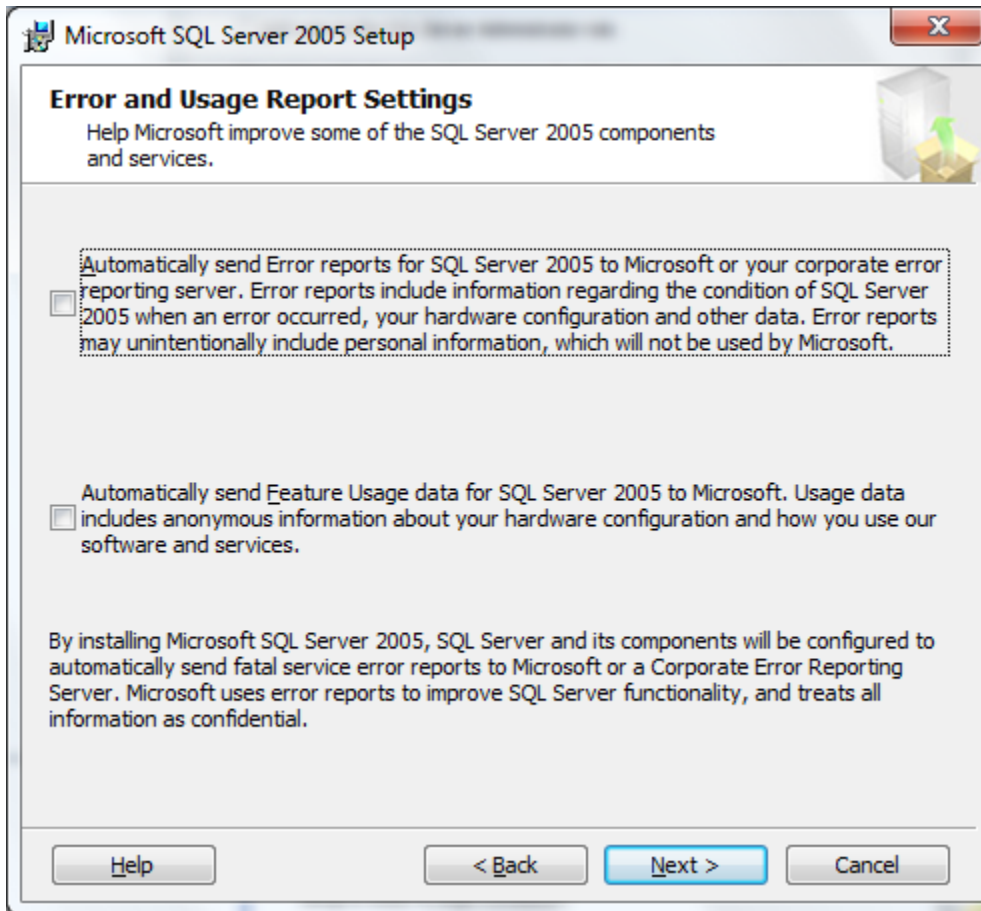 Microsoft SQL Server 2005 Setup
Error and Usage Report Settings
Help Microsoft improve some of the SQL Server 2005 components
and services.
Automatically send Error reports for SQL Server 2005 to Microsoft or your corporate error
reporting server. Error reports include information regarding the condition of SQL Server
2005 when an error occurred, your hardware configuration and other data. Error reports
may unintentionally include personal information, which will not be used by Microsoft.
Automatically send Feature Usage data for SQL Server 2005 to Microsoft. Usage data
includes anonymous information about your hardware configuration and how you use our
software and services.
By installing Microsoft SQL Server 2005, SQL Server and its components will be configured to
automatically send fatal service error reports to Microsoft or a Corporate Error Reporting
Server. Microsoft uses error reports to improve SQL Server functionality, and treats all
information as confidential.
Help
< Back
Next >
Cancel